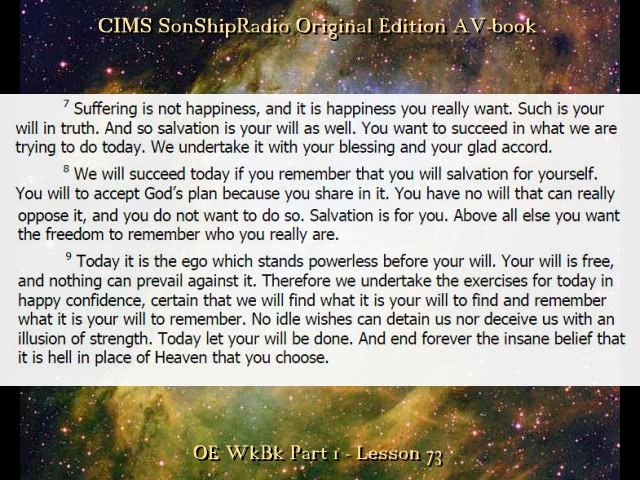 CIMS SonShipRadio Original Edition AV-book
7 Suffering is not happiness, and it is happiness you really want. Such is your
will in truth. And so salvation is your will as well. You want to succeed in what we are
trying to do today. We undertake it with your blessing and your glad accord.
8 We will succeed today if you remember that you will salvation for yourself.
You will to accept God's plan because you share in it. You have no will that can really
oppose it, and you do not want to do so. Salvation is for you. Above all else you want
the freedom to remember who you really are.
9 Today it is the ego which stands powerless before your will. Your will is free,
and nothing can prevail against it. Therefore we undertake the exercises for today in
happy confidence, certain that we will find what it is your will to find and remember
what it is your will to remember. No idle wishes can detain us nor deceive us with an
illusion of strength. Today let your will be done. And end forever the insane belief that
it is hell in place of Heaven that you choose.
OE WkBk Part 1 - Lesson 73